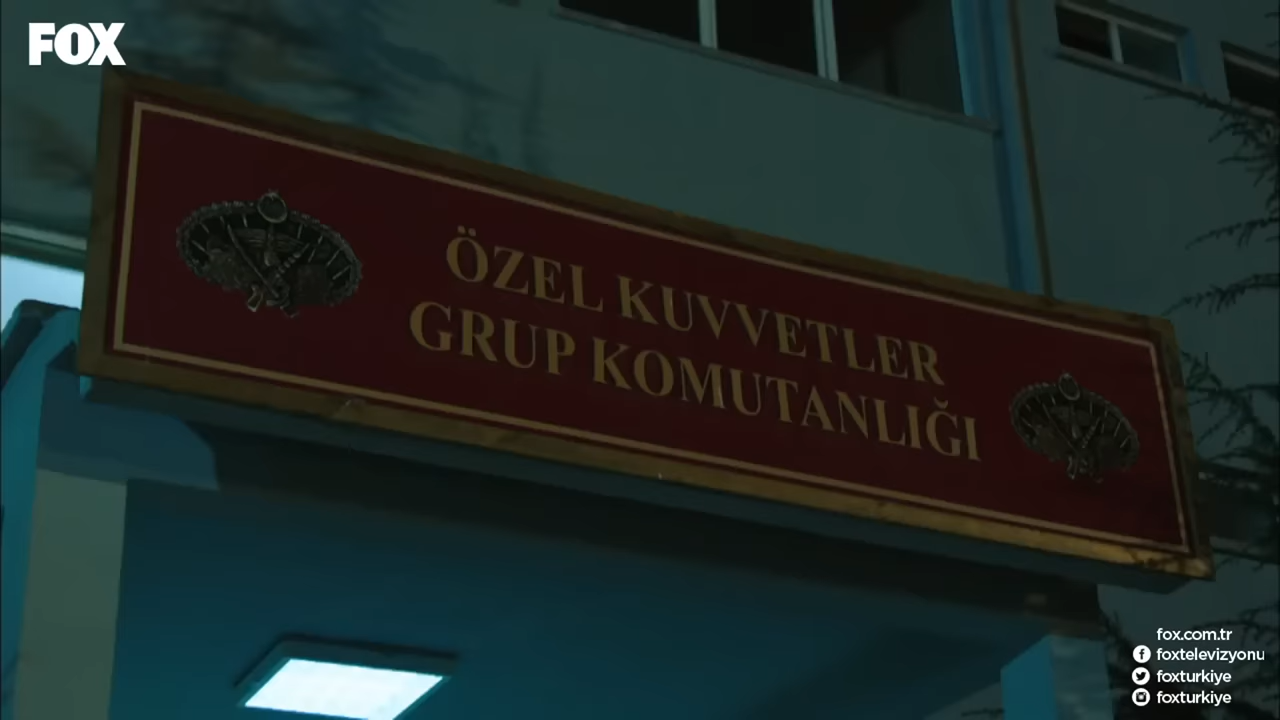 FOX
ÖZEL KUVVETLER
GRUP KOMUTANLIĞI
fox.com.tr
foxtelevizyonu
foxturkiye
foxturkiye